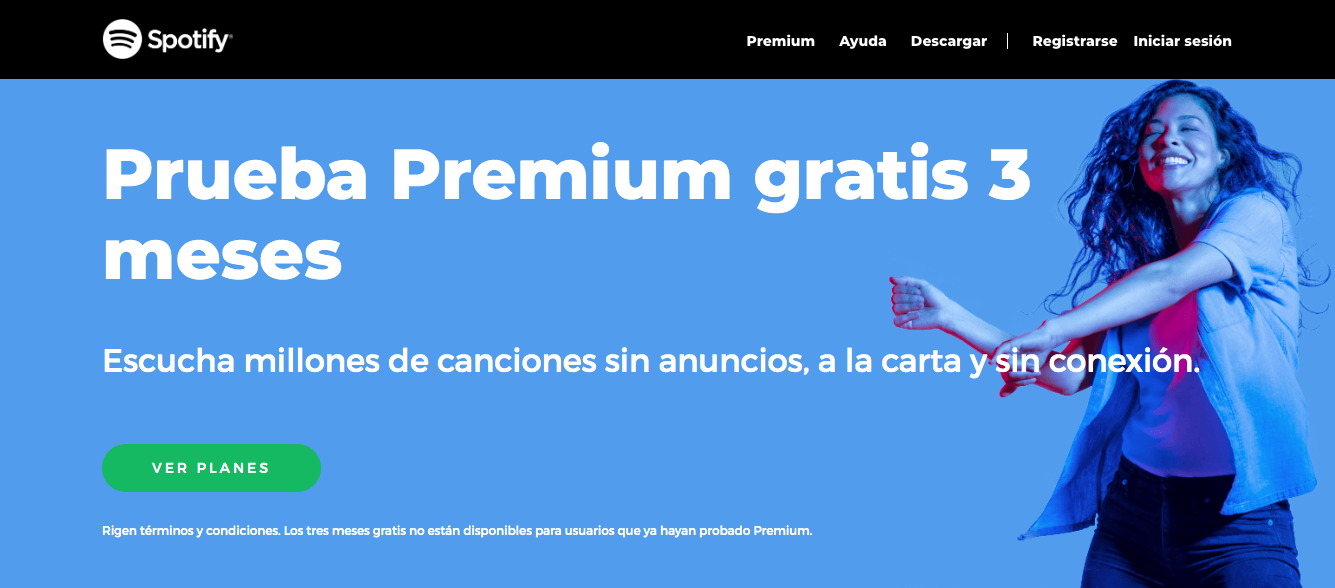 Spotify®
Premium Ayuda Descargar | Registrarse Iniciar sesión
Prueba Premium gratis 3
meses
Escucha millones de canciones sin anuncios, a la carta y sin conexión.
VER PLANES
Rigen términos y condiciones. Los tres meses gratis no están disponibles para usuarios que ya hayan probado Premium.